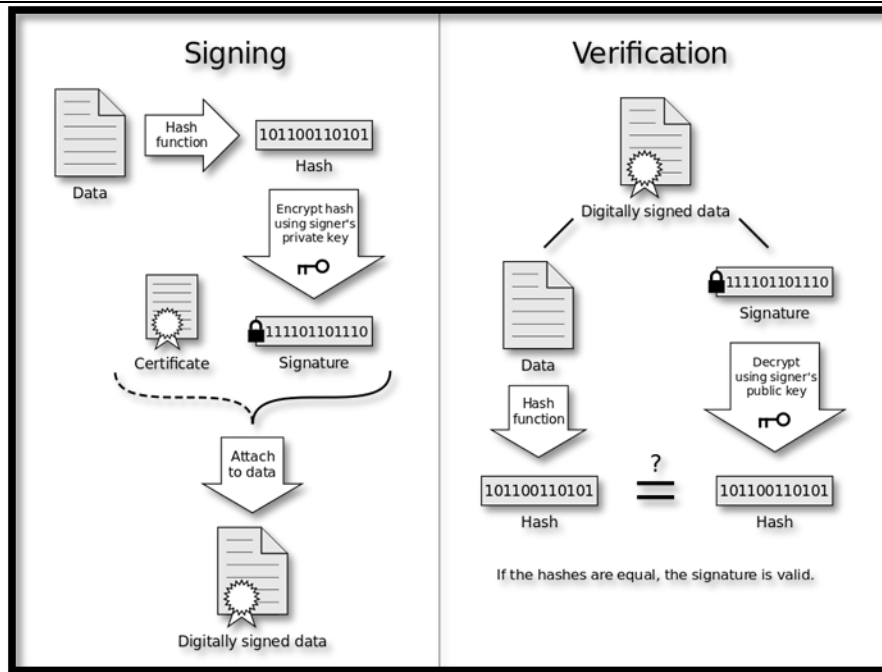 Signing
Data
Hash
function
101100110101
Hash
Encrypt hash
using signer's
private key
Certificate
111101101110
Signature
Attach
to data
Digitally signed data
Verification
Digitally signed data
Data
Hash
function
101100110101
Hash
111101101110
Signature
Decrypt
using signer's
public key
?
=
101100110101
Hash
If the hashes are equal, the signature is valid.